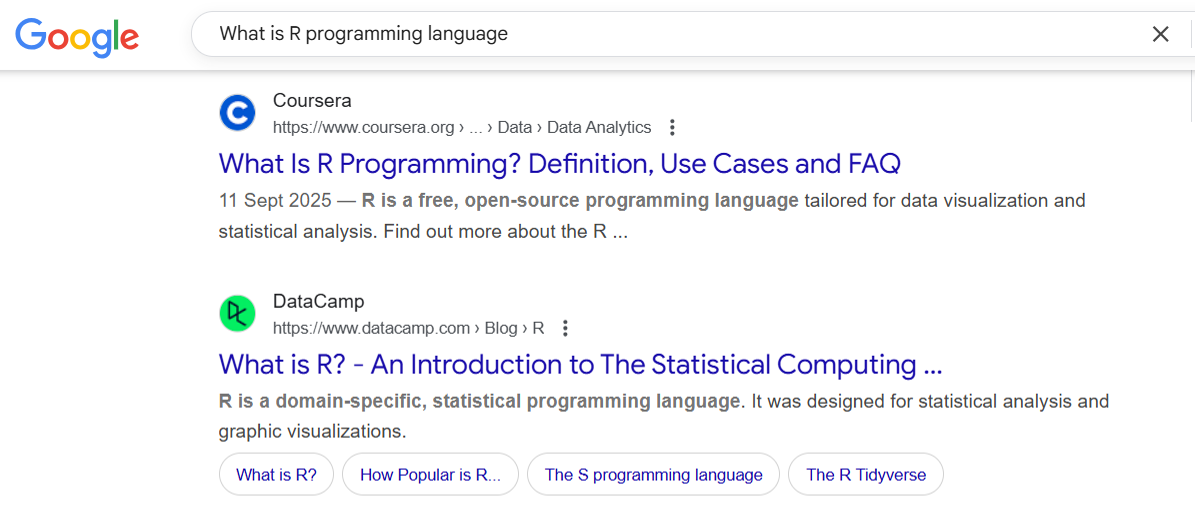 Google
What is R programming language
Coursera
https://www.coursera.org › ... › Data › Data Analytics
What Is R Programming? Definition, Use Cases and FAQ
11 Sept 2025 — R is a free, open-source programming language tailored for data visualization and
statistical analysis. Find out more about the R ...
DataCamp
https://www.datacamp.com › Blog › R
What is R? - An Introduction to The Statistical Computing ...
R is a domain-specific, statistical programming language. It was designed for statistical analysis and
graphic visualizations.
What is R?
How Popular is R...
The S programming language
The R Tidyverse